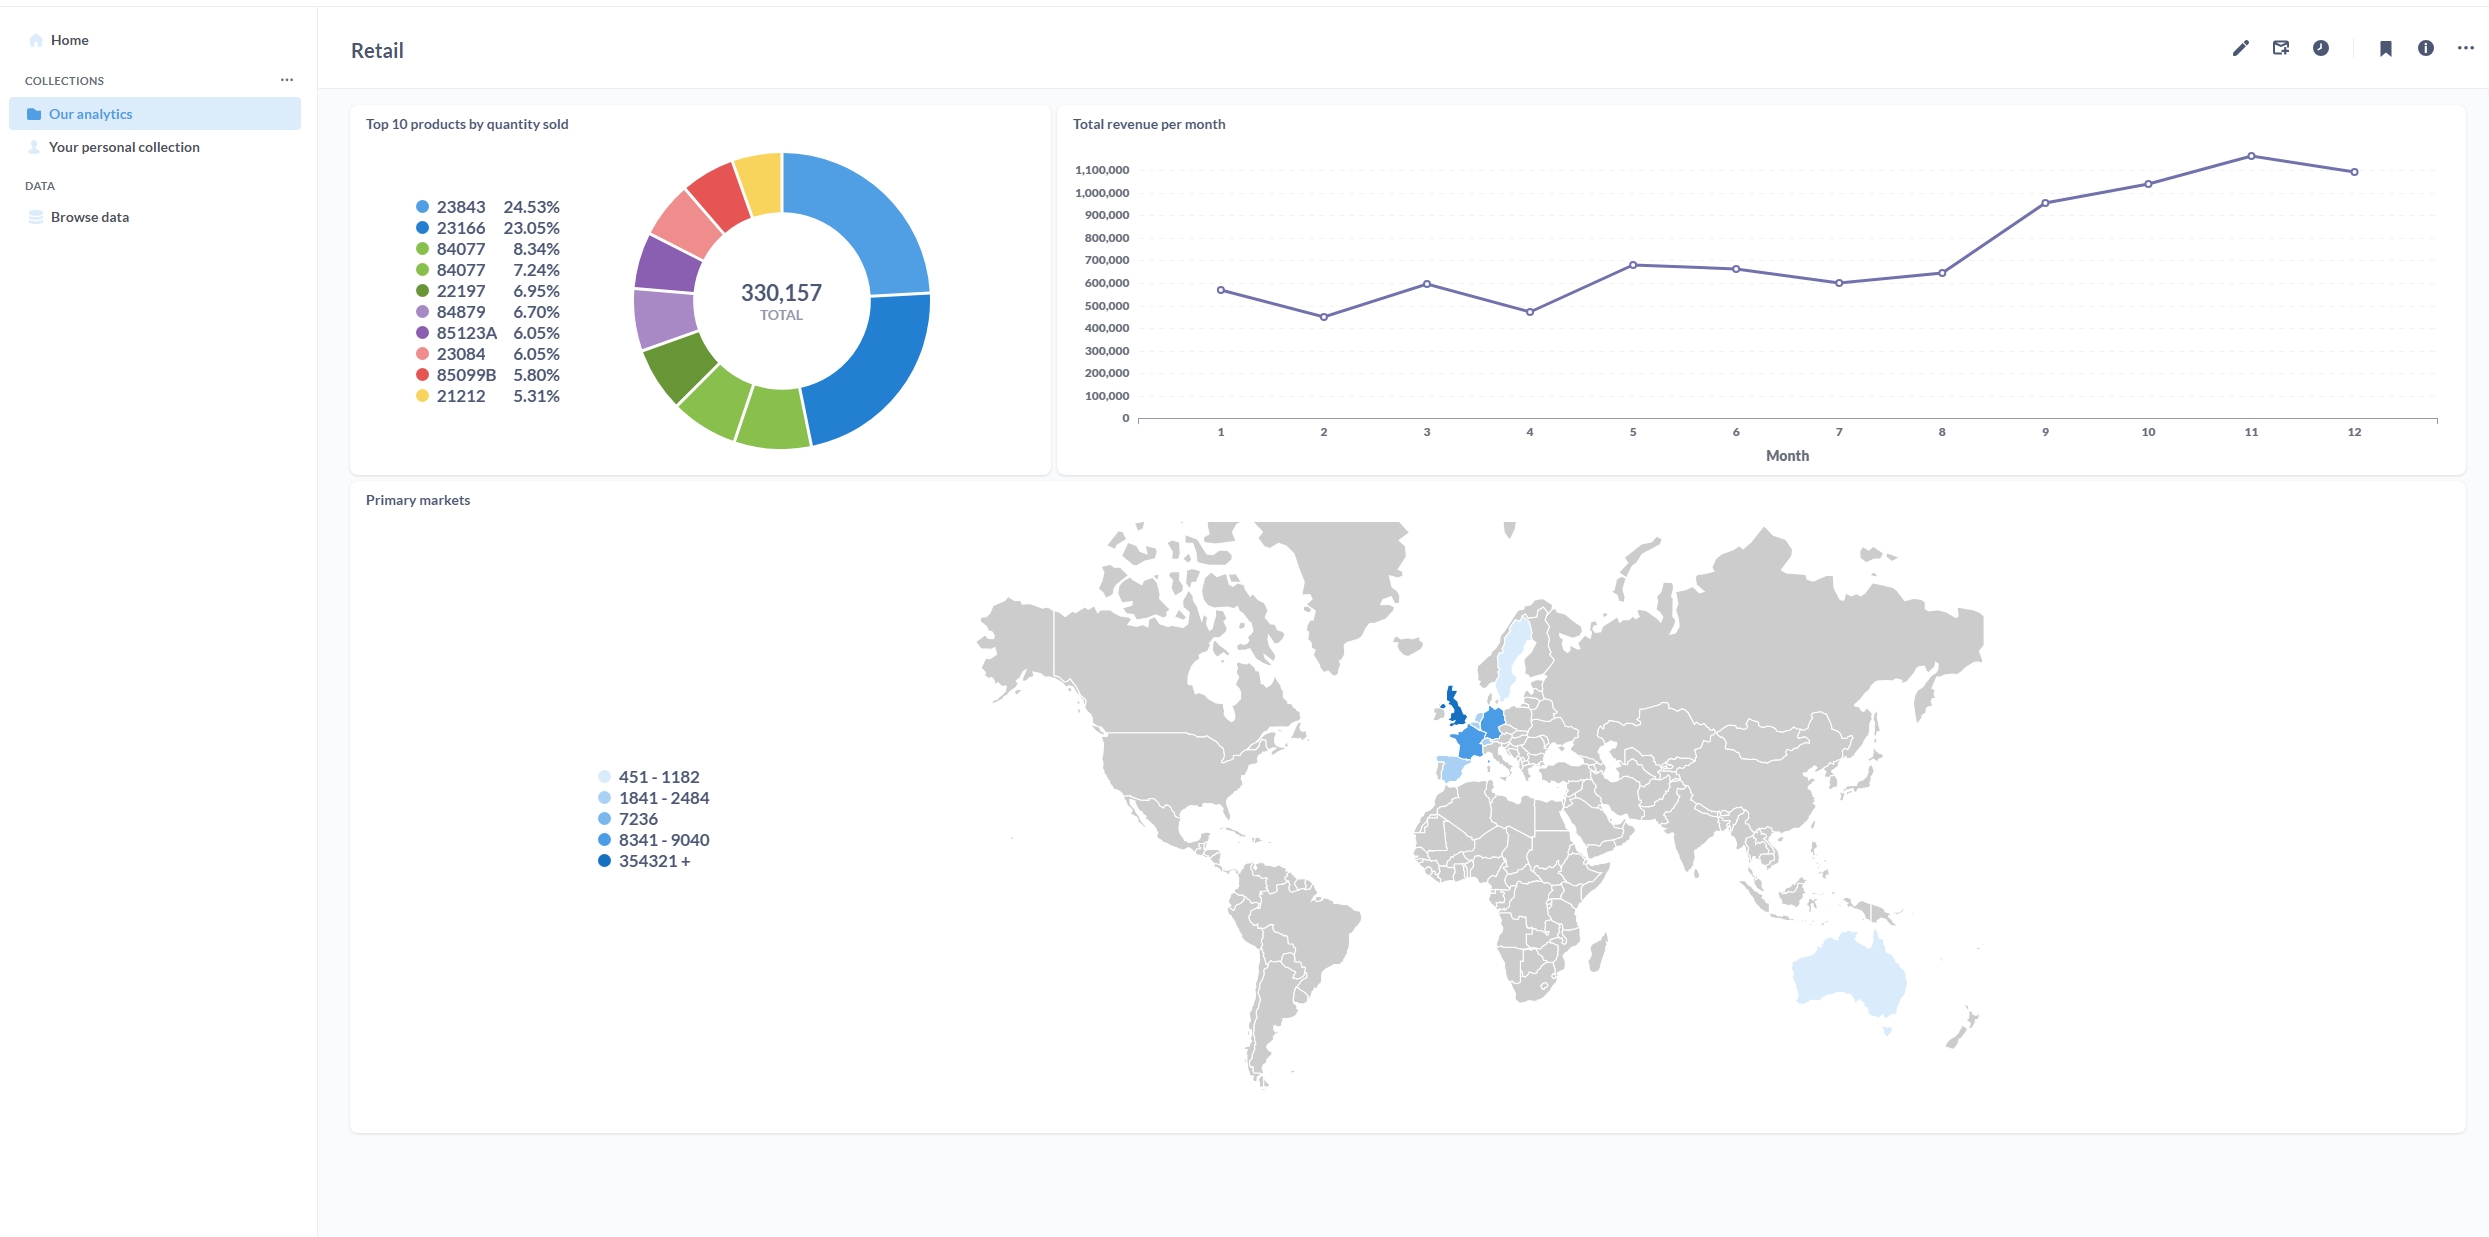 Home
COLLECTIONS
Our analytics
Your personal collection
DATA
Browse data
Retail
Top 10 products by quantity sold
23843 24.53%
23166 23.05%
84077 8.34%
84077 7.24%
22197 6.95%
84879 6.70%
85123A 6.05%
23084 6.05%
85099B 5.80%
21212 5.31%
330,157
TOTAL
Total revenue per month
1,100,000
1,000,000
900,000
800,000
700,000
600,000
500,000
400,000
300,000
200,000
100,000
0
1 2 3 4 5 6 7 8 9 10 11 12
Month
Primary markets
451 - 1182
1841 - 2484
7236
8341 - 9040
354321 +